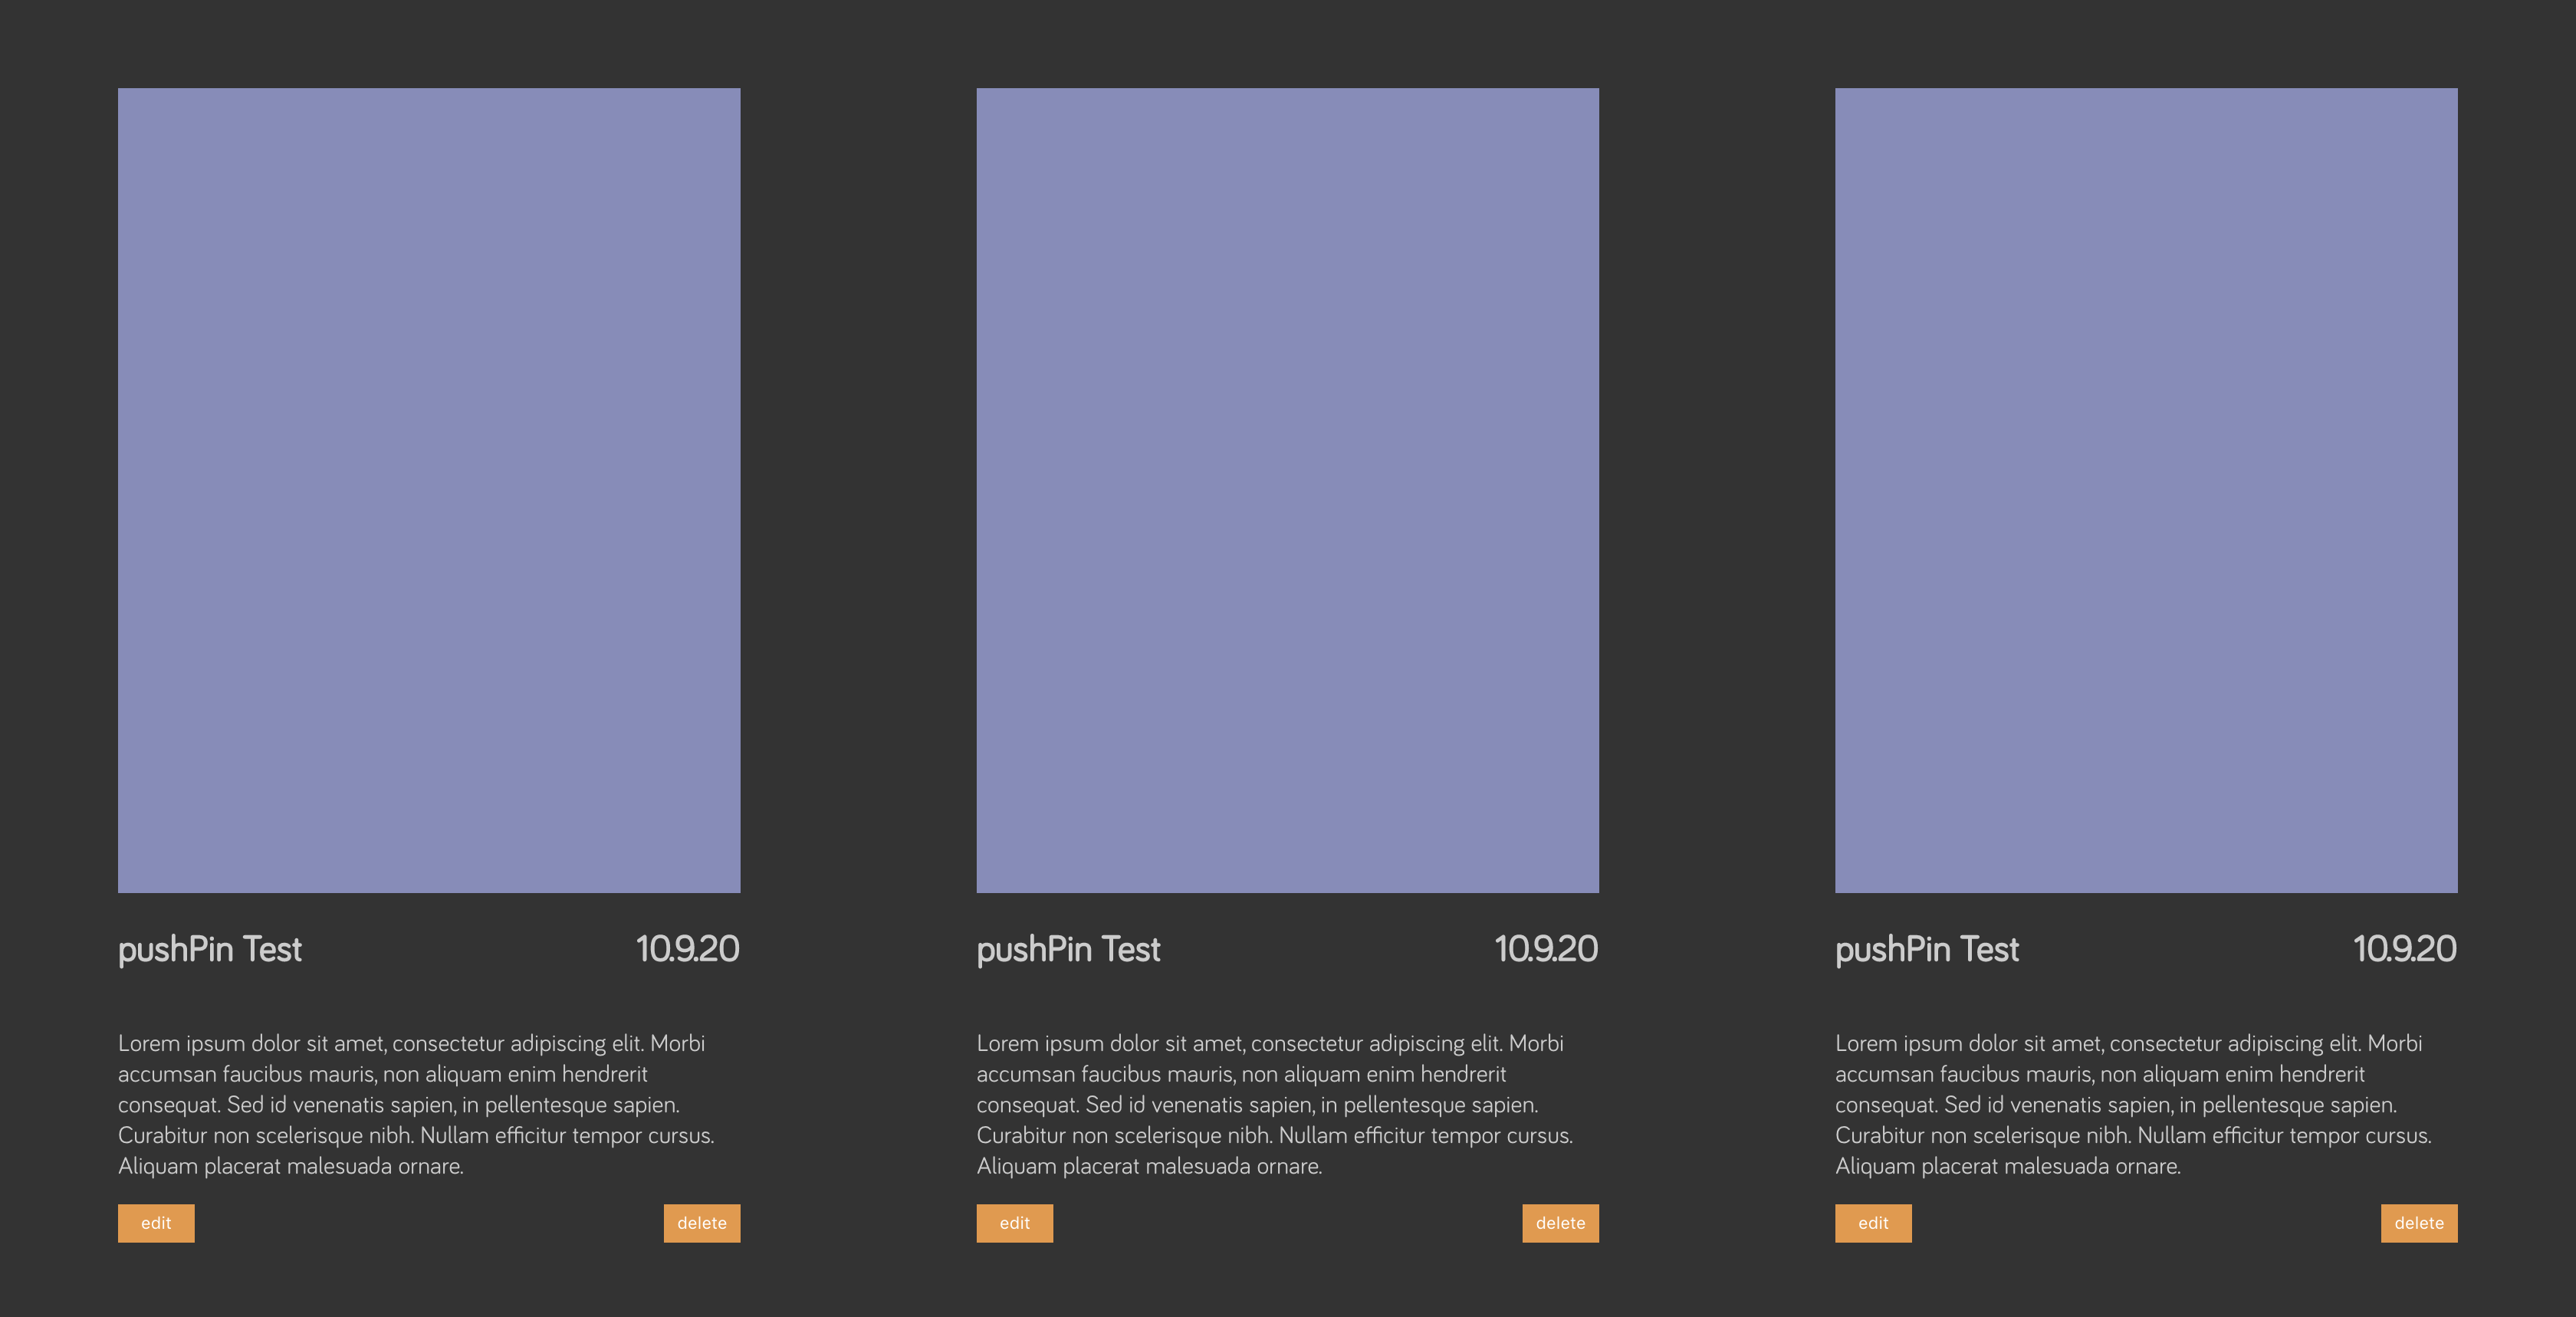 pushPin Test 10.9.20
Lorem ipsum dolor sit amet, consectetur adipiscing elit. Morbi
accumsan faucibus mauris, non aliquam enim hendrerit
consequat. Sed id venenatis sapien, in pellentesque sapien.
Curabitur non scelerisque nibh. Nullam efficitur tempor cursus.
Aliquam placerat malesuada ornare.
edit delete
pushPin Test 10.9.20
Lorem ipsum dolor sit amet, consectetur adipiscing elit. Morbi
accumsan faucibus mauris, non aliquam enim hendrerit
consequat. Sed id venenatis sapien, in pellentesque sapien.
Curabitur non scelerisque nibh. Nullam efficitur tempor cursus.
Aliquam placerat malesuada ornare.
edit delete
pushPin Test 10.9.20
Lorem ipsum dolor sit amet, consectetur adipiscing elit. Morbi
accumsan faucibus mauris, non aliquam enim hendrerit
consequat. Sed id venenatis sapien, in pellentesque sapien.
Curabitur non scelerisque nibh. Nullam efficitur tempor cursus.
Aliquam placerat malesuada ornare.
edit delete